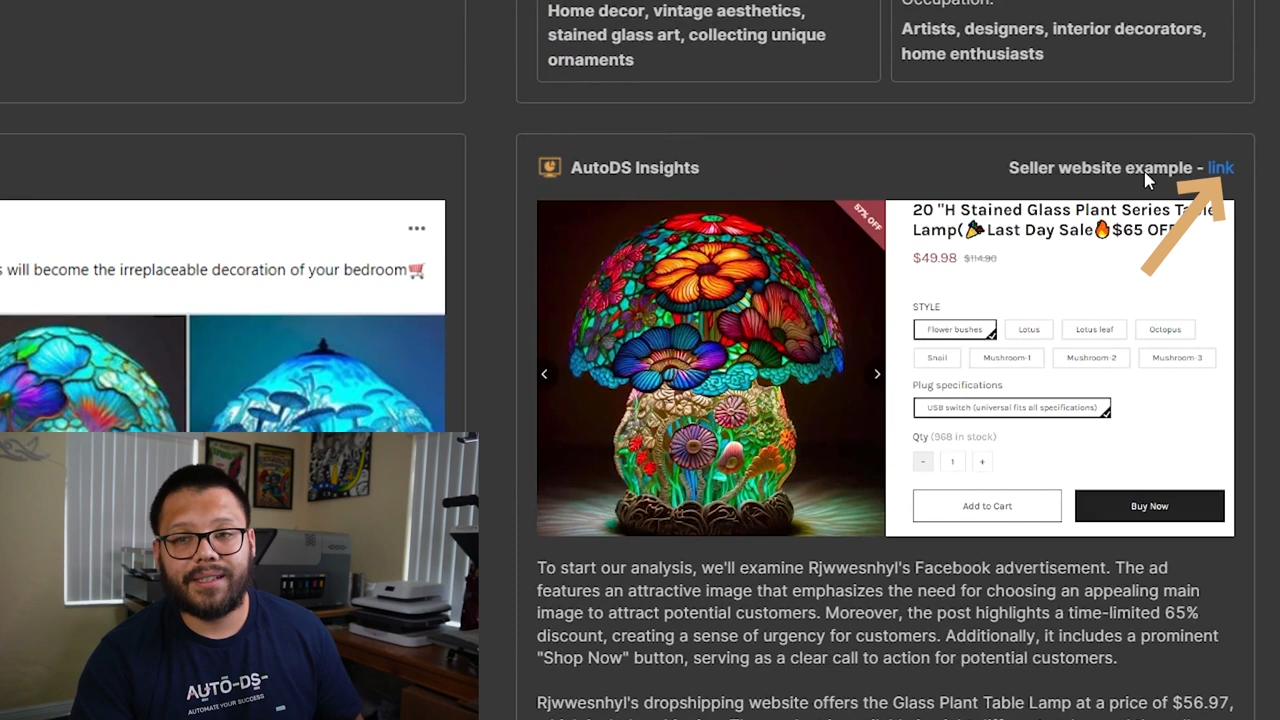 Home decor, vintage aesthetics,
stained glass art, collecting unique
ornaments
Artists, designers, interior decorators,
home enthusiasts
s will become the irreplaceable decoration of your bedroom🛒
AutoDS Insights
Seller website example - link
57% OFF
20 "H Stained Glass Plant Series Table
Lamp(🎉Last Day Sale🔥$65 OFF
$49.98 $114.90
STYLE
Flower bushes Lotus Lotus leaf Octopus
Snail Mushroom-1 Mushroom-2 Mushroom-3
Plug specifications
USB switch (universal fits all specifications)
Qty (968 in stock)
- 1 +
Add to Cart Buy Now
To start our analysis, we'll examine Rjwwesnhyl's Facebook advertisement. The ad
features an attractive image that emphasizes the need for choosing an appealing main
image to attract potential customers. Moreover, the post highlights a time-limited 65%
discount, creating a sense of urgency for customers. Additionally, it includes a prominent
"Shop Now" button, serving as a clear call to action for potential customers.
Rjwwesnhyl's dropshipping website offers the Glass Plant Table Lamp at a price of $56.97,
AUTO-DS-
AUTOMATE YOUR SUCCESS